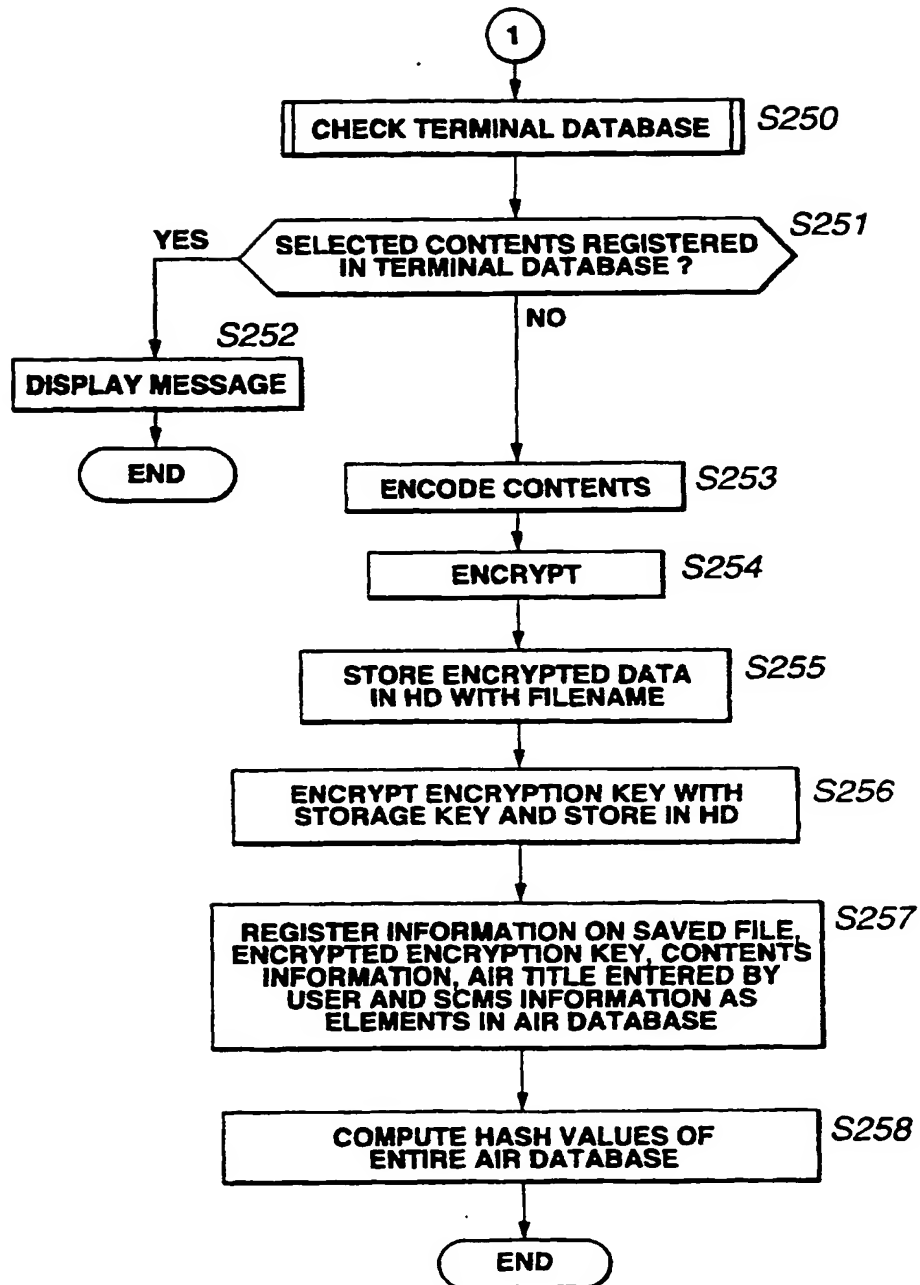 1
CHECK TERMINAL DATABASE
S250
SELECTED CONTENTS REGISTERED
IN TERMINAL DATABASE ?
S251
YES
NO
S252
DISPLAY MESSAGE
END
ENCODE CONTENTS
S253
ENCRYPT
S254
STORE ENCRYPTED DATA
IN HD WITH FILENAME
S255
ENCRYPT ENCRYPTION KEY WITH
STORAGE KEY AND STORE IN HD
S256
REGISTER INFORMATION ON SAVED FILE,
ENCRYPTED ENCRYPTION KEY, CONTENTS
INFORMATION, AIR TITLE ENTERED BY
USER AND SCMS INFORMATION AS
ELEMENTS IN AIR DATABASE
S257
COMPUTE HASH VALUES OF
ENTIRE AIR DATABASE
S258
END